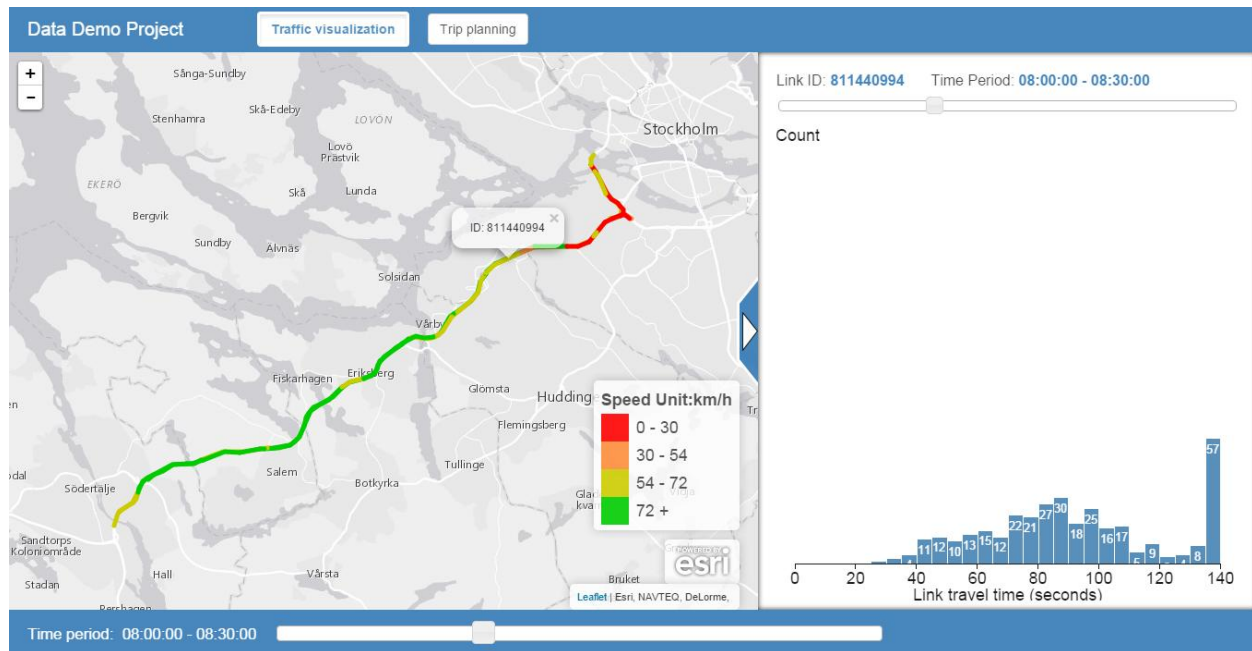 Data Demo Project
Traffic visualization
Trip planning
+
−
Sånga-Sundby
Stenhamra
Skå-Edeby
LOVÖN
Stockholm
Lovö
Prästvik
EKERÖ
Skå
Lunda
Bergvik
×
ID: 811440994
Sundby
Älvnäs
Solsidan
Vårby
Fiskarhagen
Glömsta
Flemingsberg
Salem
Tullinge
Botkyrka
Södertälje
Sandtorps
Koloniområde
Hall
Vårsta
Bruket
Stadan
Speed Unit:km/h
0 - 30
30 - 54
54 - 72
72 +
esri
Leaflet | Esri, NAVTEQ, DeLorme,
Link ID: 811440994 Time Period: 08:00:00 - 08:30:00
Count
11 12 10 13 15 12 22 21 27 30 18 25 16 17 5 9 8 57
0 20 40 60 80 100 120 140
Link travel time (seconds)
Time period: 08:00:00 - 08:30:00